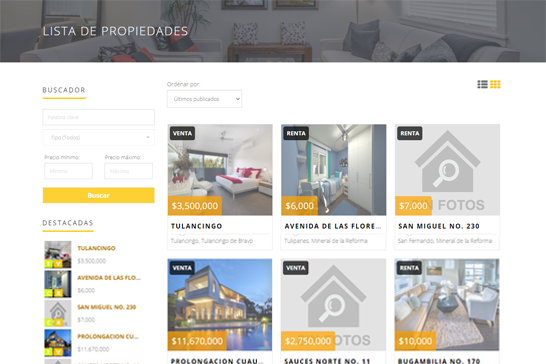 LISTA DE PROPIEDADES
BUSCADOR
Palabra clave
Tipo (Todos)
Precio mínimo:
Precio máximo:
Mínimo
Máximo
Buscar
DESTACADAS
TULANCINGO
$3,500,000
AVENIDA DE LAS FLO...
$6,000
SAN MIGUEL NO. 230
$7,000
PROLONGACION CUAU...
$11,670,000
Ordenar por:
Últimos publicados
VENTA
$3,500,000
TULANCINGO
Tulancingo, Tulancingo de Bravo
RENTA
$6,000
AVENIDA DE LAS FLORE...
Tulipanes, Mineral de la Reforma
RENTA
FOTOS
$7,000
SAN MIGUEL NO. 230
San Fernando, Mineral de la Reforma
VENTA
$11,670,000
PROLONGACION CUAU...
VENTA
FOTOS
$2,750,000
SAUCES NORTE NO. 11
RENTA
$10,000
BUGAMBILIA NO. 170